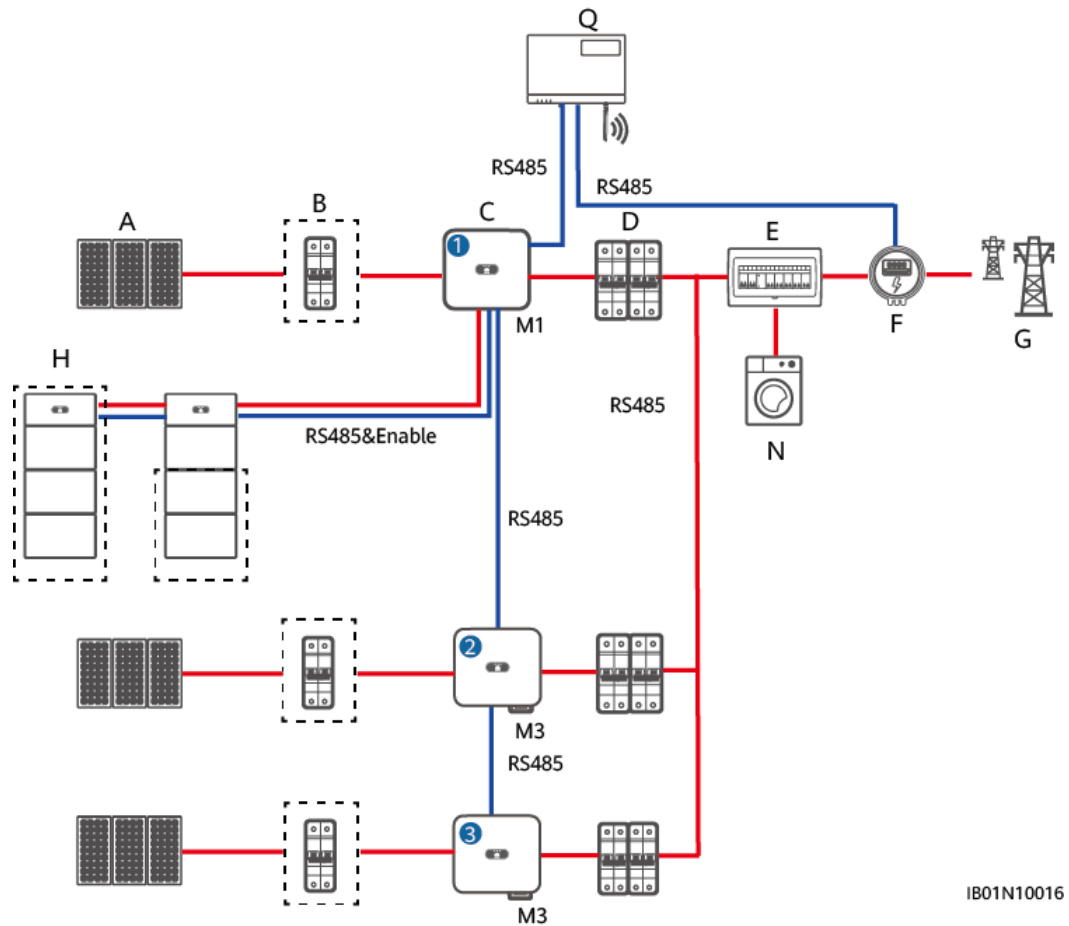 Q
RS485
RS485
A
B
C
D
E
1
F
G
M1
H
RS485
N
RS485&Enable
RS485
2
M3
RS485
3
M3
IB01N10016